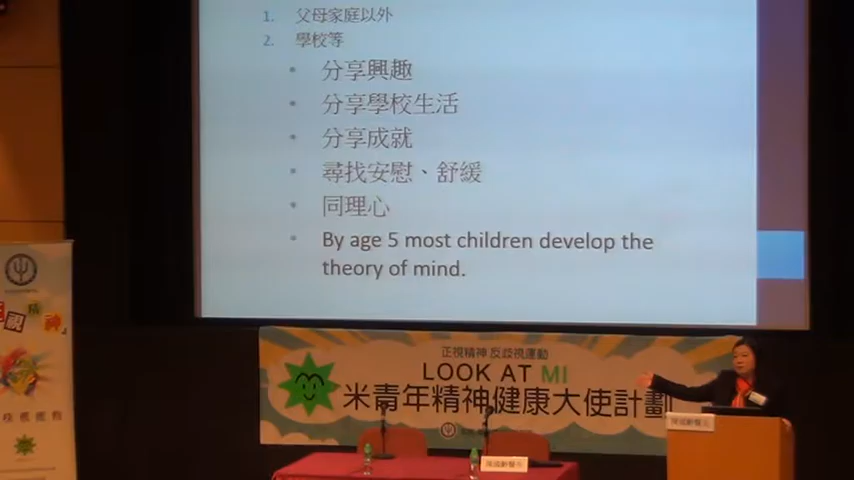 1. 父母家庭以外
2. 學校等
• 分享興趣
• 分享學校生活
• 分享成就
• 尋找安慰、舒緩
• 同理心
• By age 5 most children develop the
theory of mind.
正視精神 反歧視運動
LOOK AT MI
米青年精神健康大使計劃
視
精
神